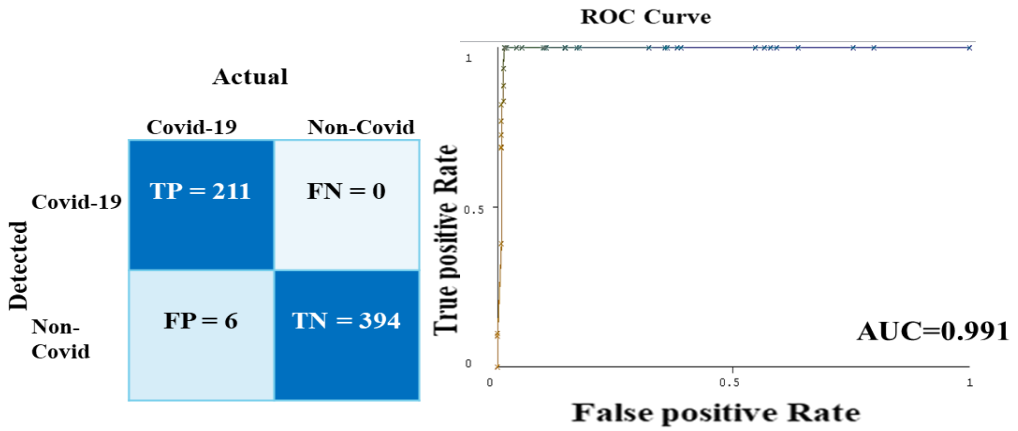 ROC Curve
Actual
Covid-19
Non-Covid
Detected
Covid-19
TP = 211
FN = 0
Non-
Covid
FP = 6
TN = 394
True positive Rate
1
0.5
0
0
0.5
1
AUC=0.991
False positive Rate